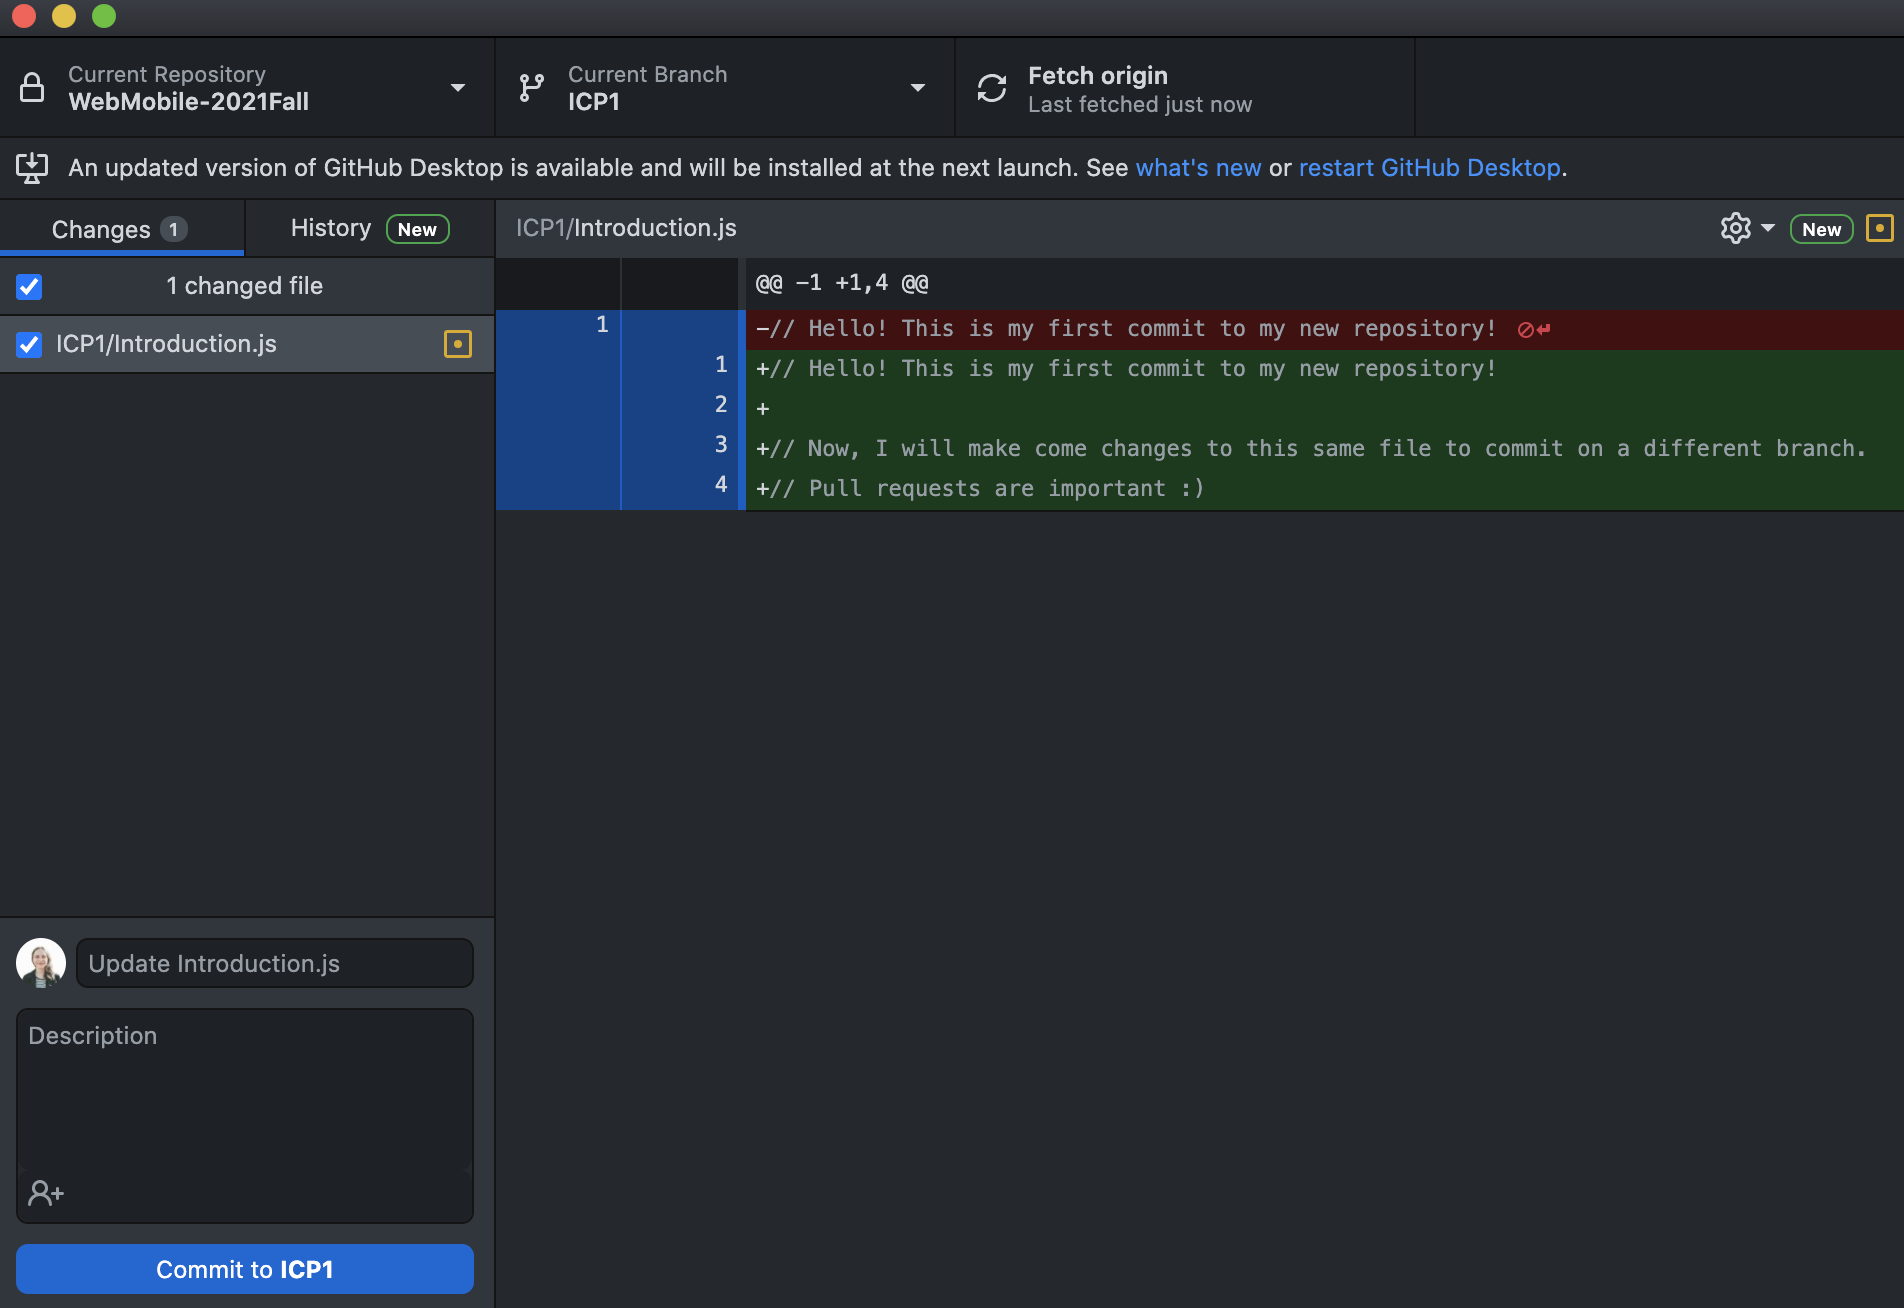 Current Repository
WebMobile-2021Fall
Current Branch
ICP1
Fetch origin
Last fetched just now
An updated version of GitHub Desktop is available and will be installed at the next launch. See what's new or restart GitHub Desktop.
Changes 1
History New
ICP1/Introduction.js
New
1 changed file
ICP1/Introduction.js
@@ -1 +1,4 @@
1 -// Hello! This is my first commit to my new repository!
1 +// Hello! This is my first commit to my new repository!
2 +
3 +// Now, I will make come changes to this same file to commit on a different branch.
4 +// Pull requests are important :)
Update Introduction.js
Description
Commit to ICP1